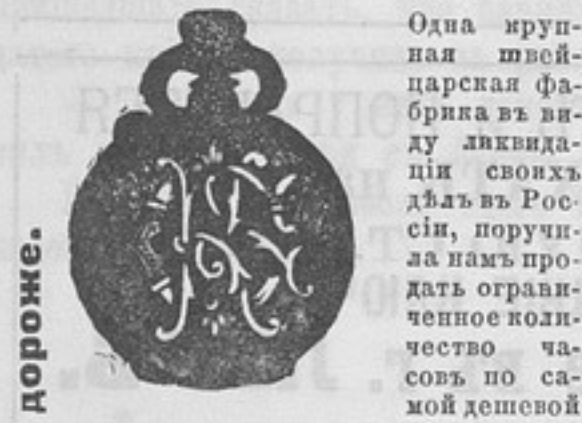 дороже.
Одна круп-
ная швей-
царская фа-
брика въ ви-
ду ликвида-
ціи своихъ
дѣлъ въ Рос-
сіи, поручи-
ла намъ про-
дать ограни-
ченное коли-
чество ча-
совъ по са-
мой дешевой